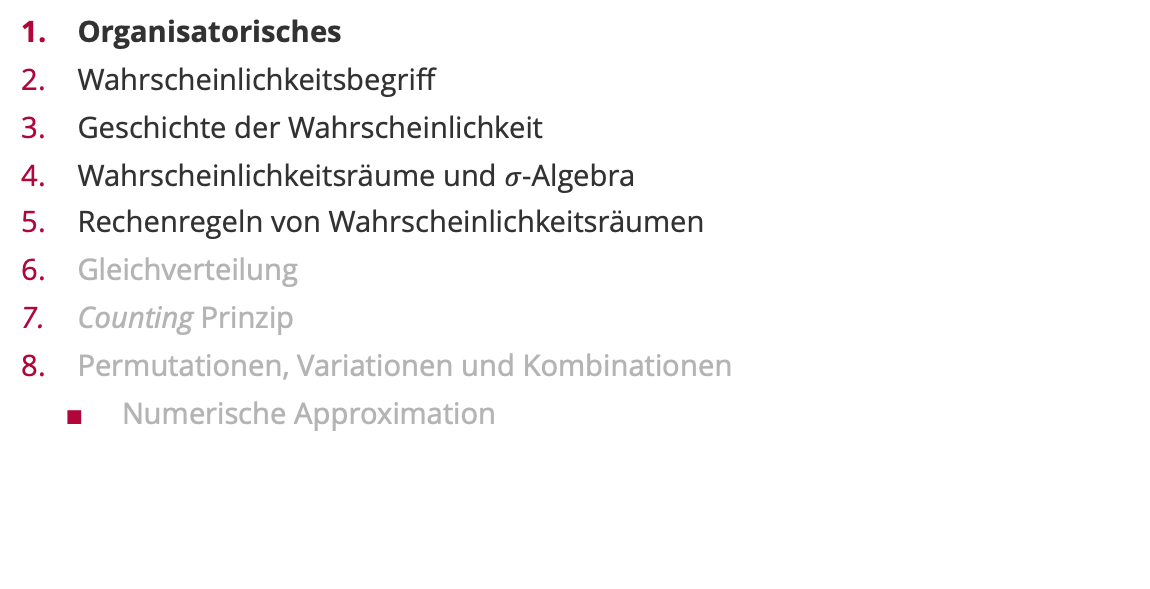 1. Organisatorisches
2. Wahrscheinlichkeitsbegriff
3. Geschichte der Wahrscheinlichkeit
4. Wahrscheinlichkeitsräume und σ-Algebra
5. Rechenregeln von Wahrscheinlichkeitsräumen
6. Gleichverteilung
7. Counting Prinzip
8. Permutationen, Variationen und Kombinationen
■ Numerische Approximation